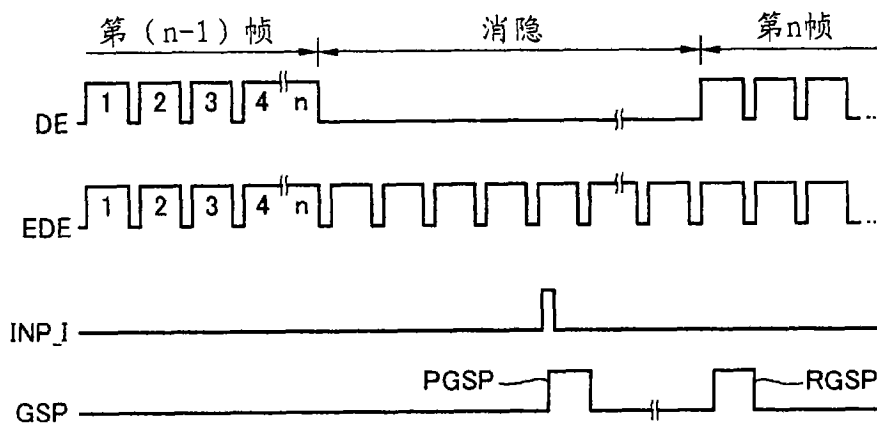 第（n-1）帧 消隐 第n帧
DE 1 2 3 4 n ...
EDE 1 2 3 4 n ...
INP_I
PGSP RGSP
GSP